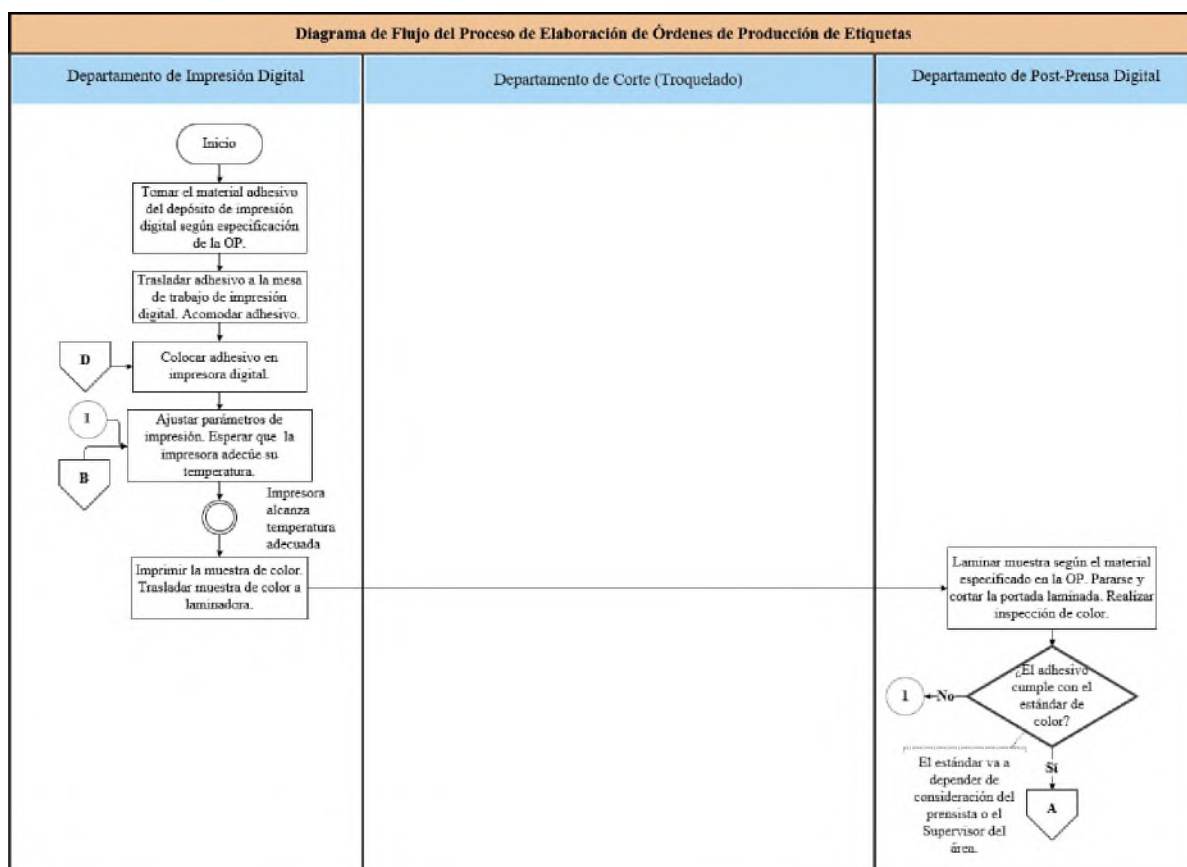 Diagrama de Flujo del Proceso de Elaboración de Órdenes de Producción de Etiquetas
Departamento de Impresión Digital
Departamento de Corte (Troquelado)
Departamento de Post-Prensa Digital
Inicio
Tomar el material adhesivo
del depósito de impresión
digital según especificación
de la OP.
Trasladar adhesivo a la mesa
de trabajo de impresión
digital. Acomodar adhesivo.
D
Colocar adhesivo en
impresora digital.
1
B
Ajustar parámetros de
impresión. Esperar que la
impresora adecúe su
temperatura.
Impresora
alcanza
temperatura
adecuada
Imprimir la muestra de color.
Trasladar muestra de color a
laminadora.
Laminar muestra según el material
especificado en la OP. Pararse y
cortar la portada laminada. Realizar
inspección de color.
¿El adhesivo
cumple con el
estándar de
color?
No
1
El estándar va a
depender de
consideración del
prensista o el
Supervisor del
área.
Sí
A